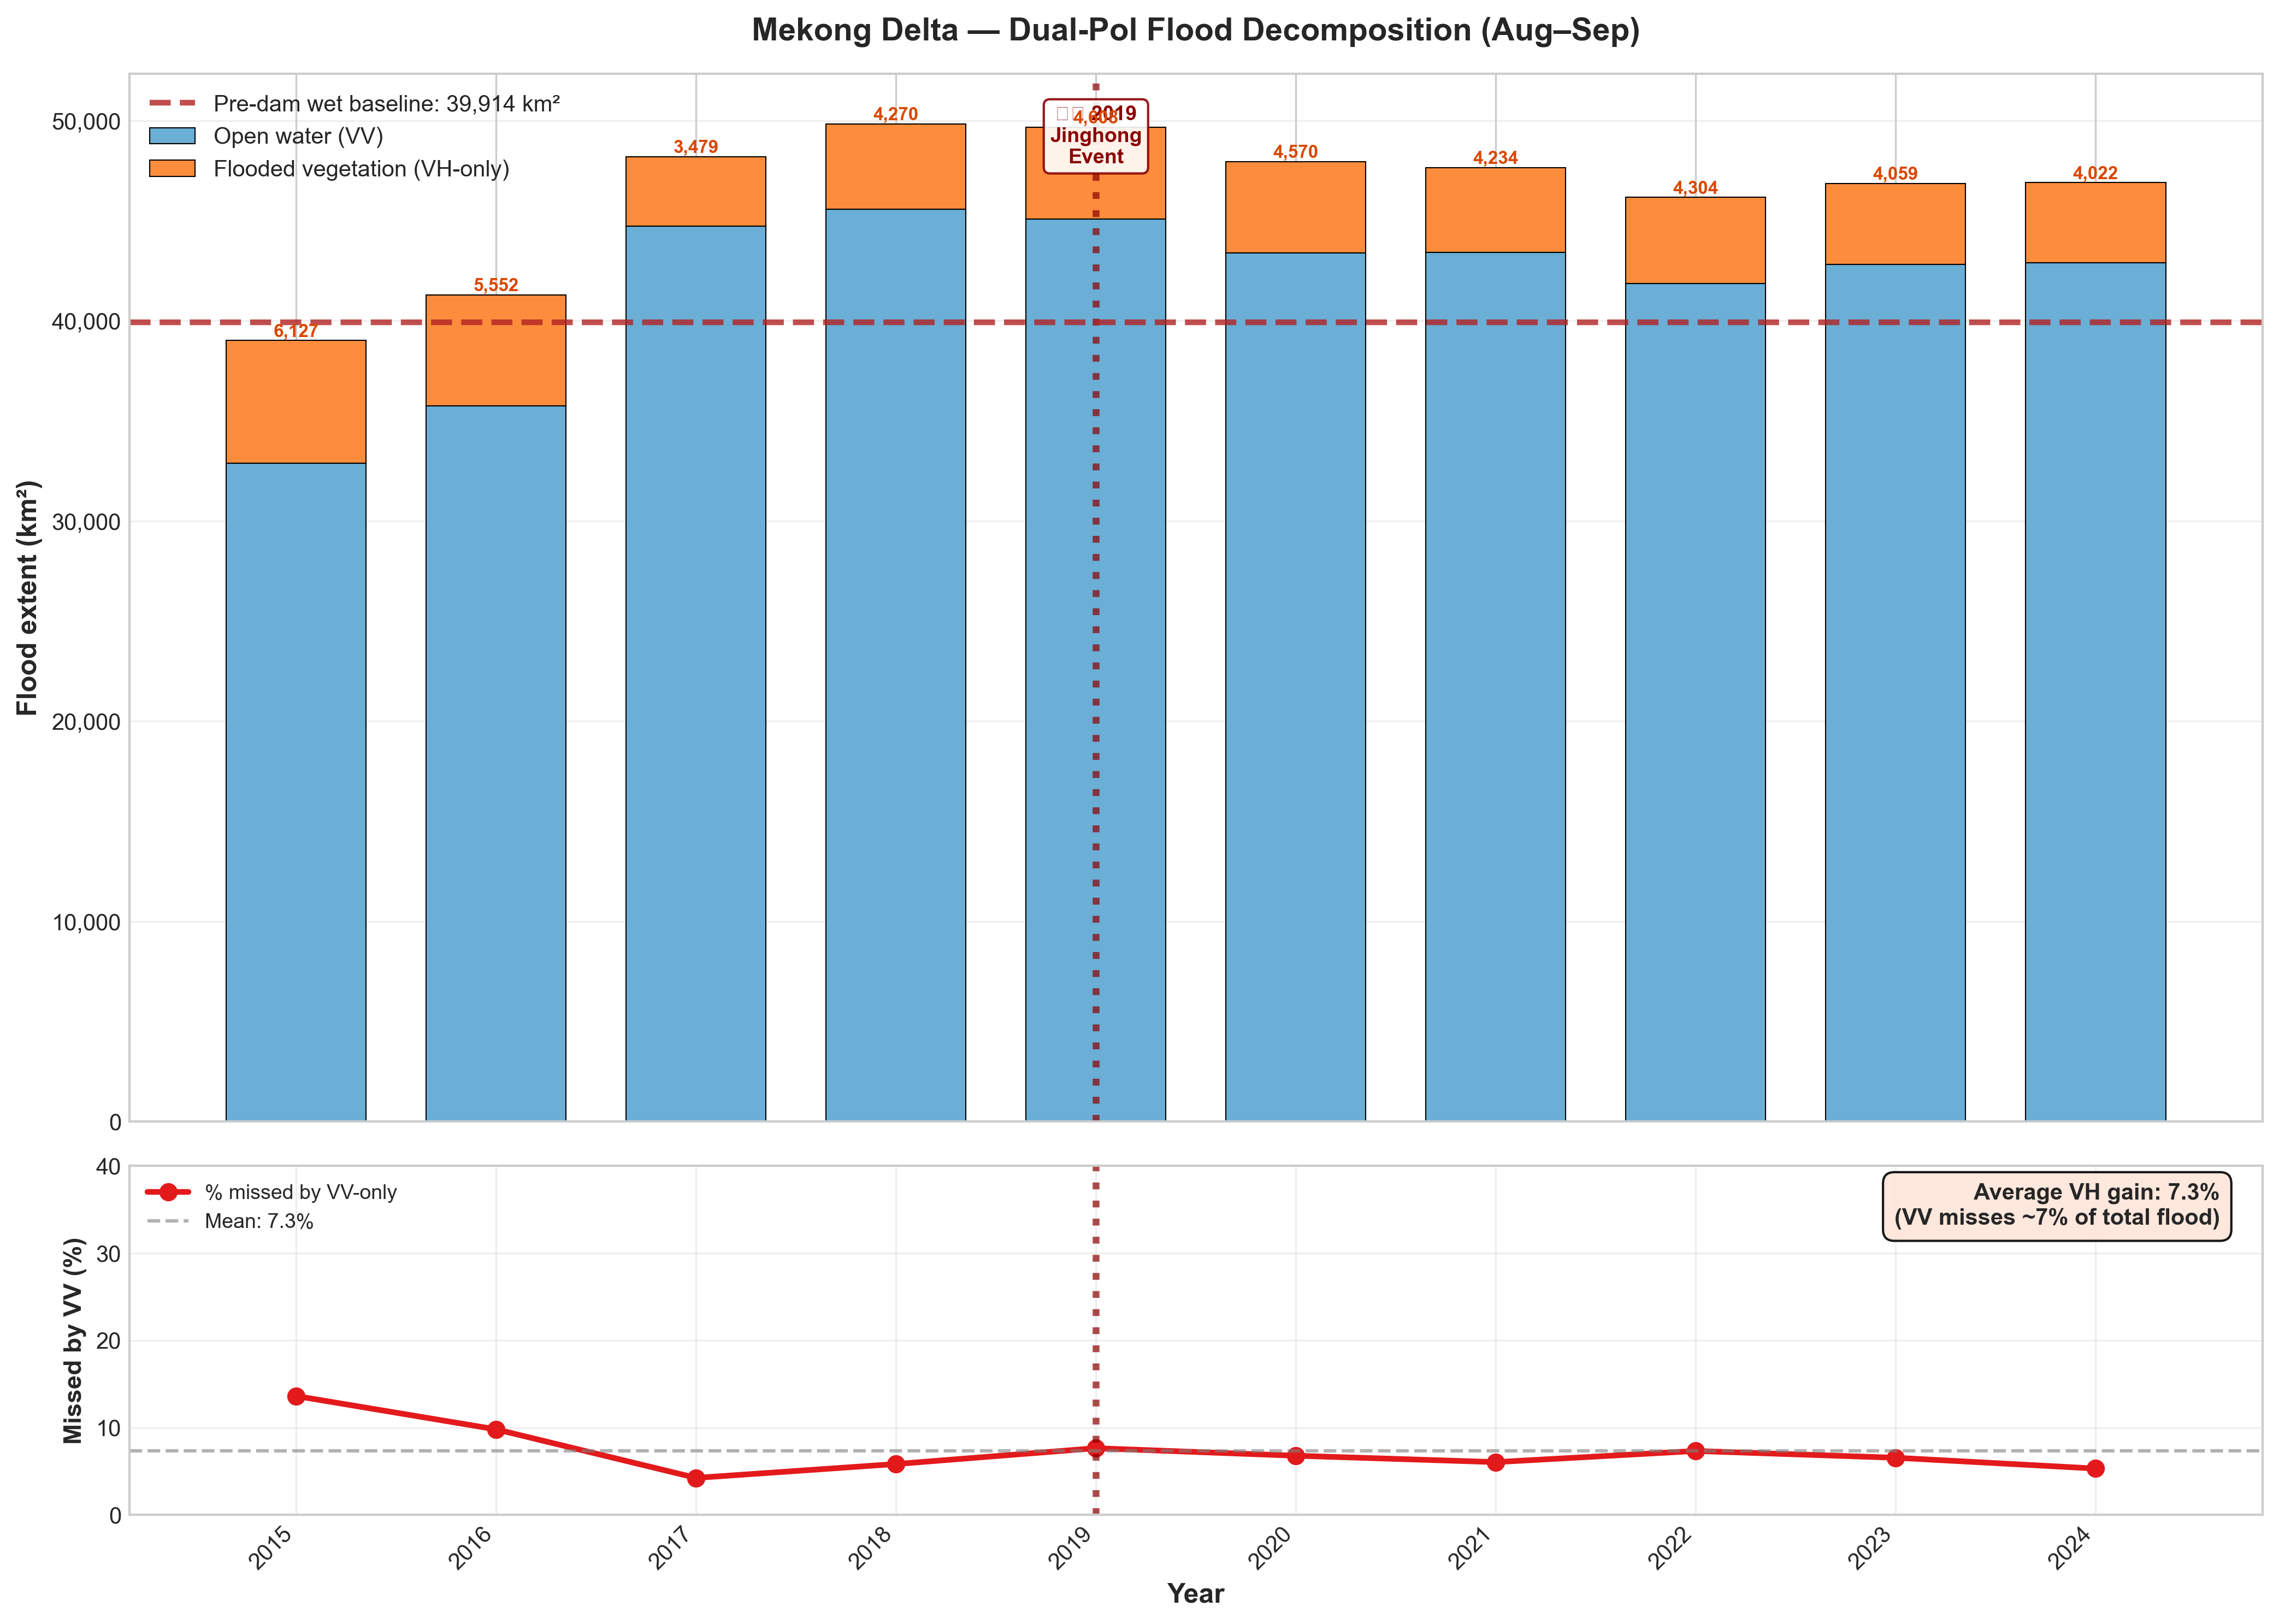 Mekong Delta — Dual-Pol Flood Decomposition (Aug–Sep)
Pre-dam wet baseline: 39,914 km²
Open water (VV)
Flooded vegetation (VH-only)
Flood extent (km²)
50,000
40,000
30,000
20,000
10,000
0
6,127
5,552
3,479
4,270
4,608
4,570
4,234
4,304
4,059
4,022
2019
Jinghong
Event
Missed by VV (%)
40
30
20
10
0
% missed by VV-only
Mean: 7.3%
Average VH gain: 7.3%
(VV misses ~7% of total flood)
2015
2016
2017
2018
2019
2020
2021
2022
2023
2024
Year